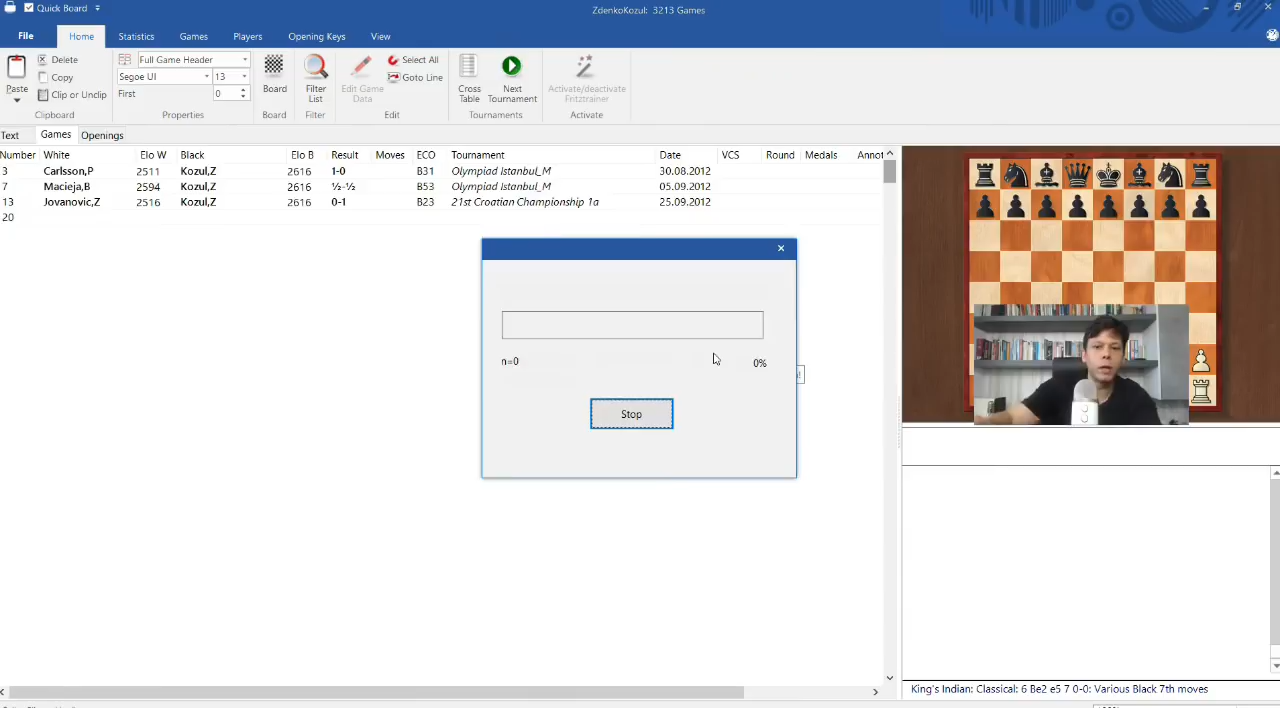 Quick Board
ZdenkoKozul: 3213 Games
File Home Statistics Games Players Opening Keys View
Paste
Delete
Copy
Clip or Unclip
Clipboard
Full Game Header
Segoe UI 13
First 0
Properties
Board
Board
Filter List
Filter
Edit Game Data
Select All
Goto Line
Edit
Cross Table
Next Tournament
Tournaments
Activate/deactivate Fritztrainer
Activate
Text Games Openings
Number White Elo W Black Elo B Result Moves ECO Tournament Date VCS Round Medals Annot
3 Carlsson,P 2511 Kozul,Z 2616 1-0 B31 Olympiad Istanbul_M 30.08.2012
7 Macieja,B 2594 Kozul,Z 2616 ½-½ B53 Olympiad Istanbul_M 05.09.2012
13 Jovanovic,Z 2516 Kozul,Z 2616 0-1 B23 21st Croatian Championship 1a 25.09.2012
20
n=0 0%
Stop
King's Indian: Classical: 6 Be2 e5 7 0-0: Various Black 7th moves